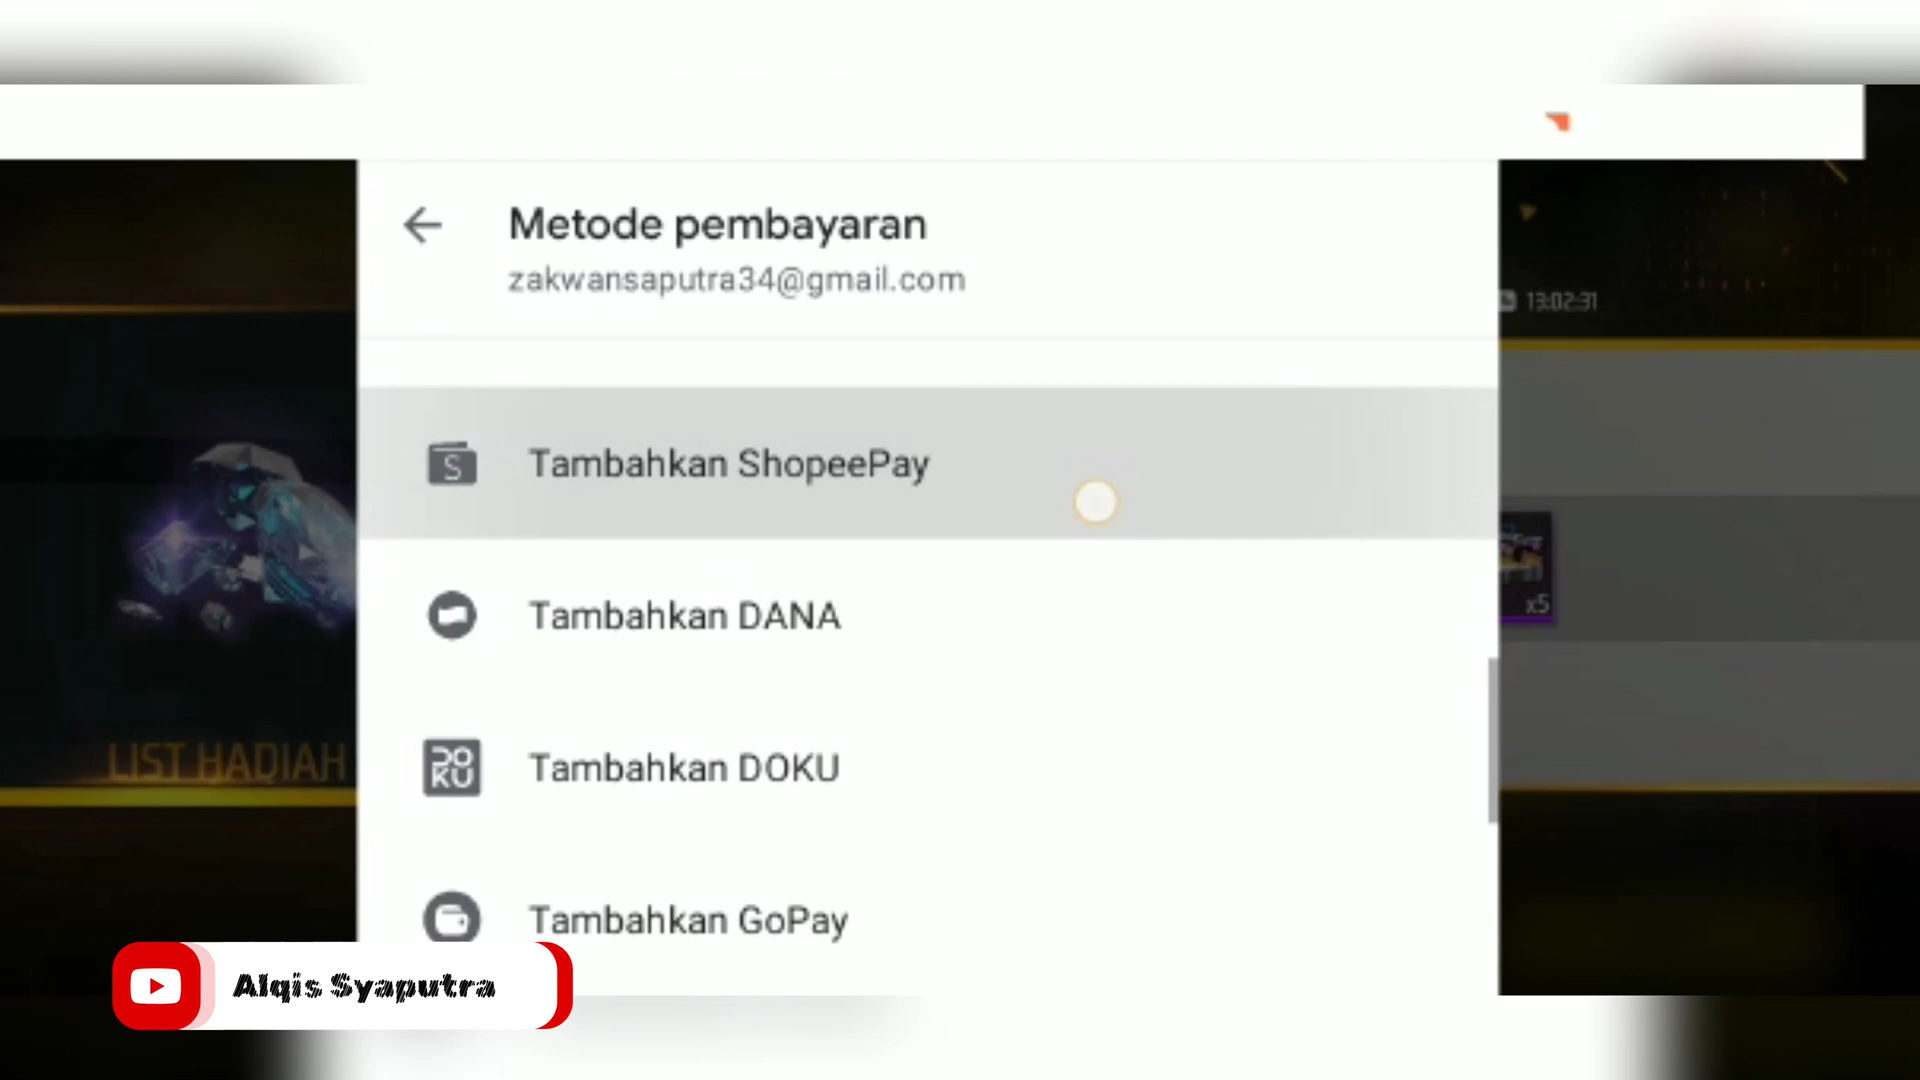 Metode pembayaran
zakwansaputra34@gmail.com
13:02:31
S Tambahkan ShopeePay
Tambahkan DANA
x5
DOKU Tambahkan DOKU
LIST HADIAH
Tambahkan GoPay
Alqis Syaputra